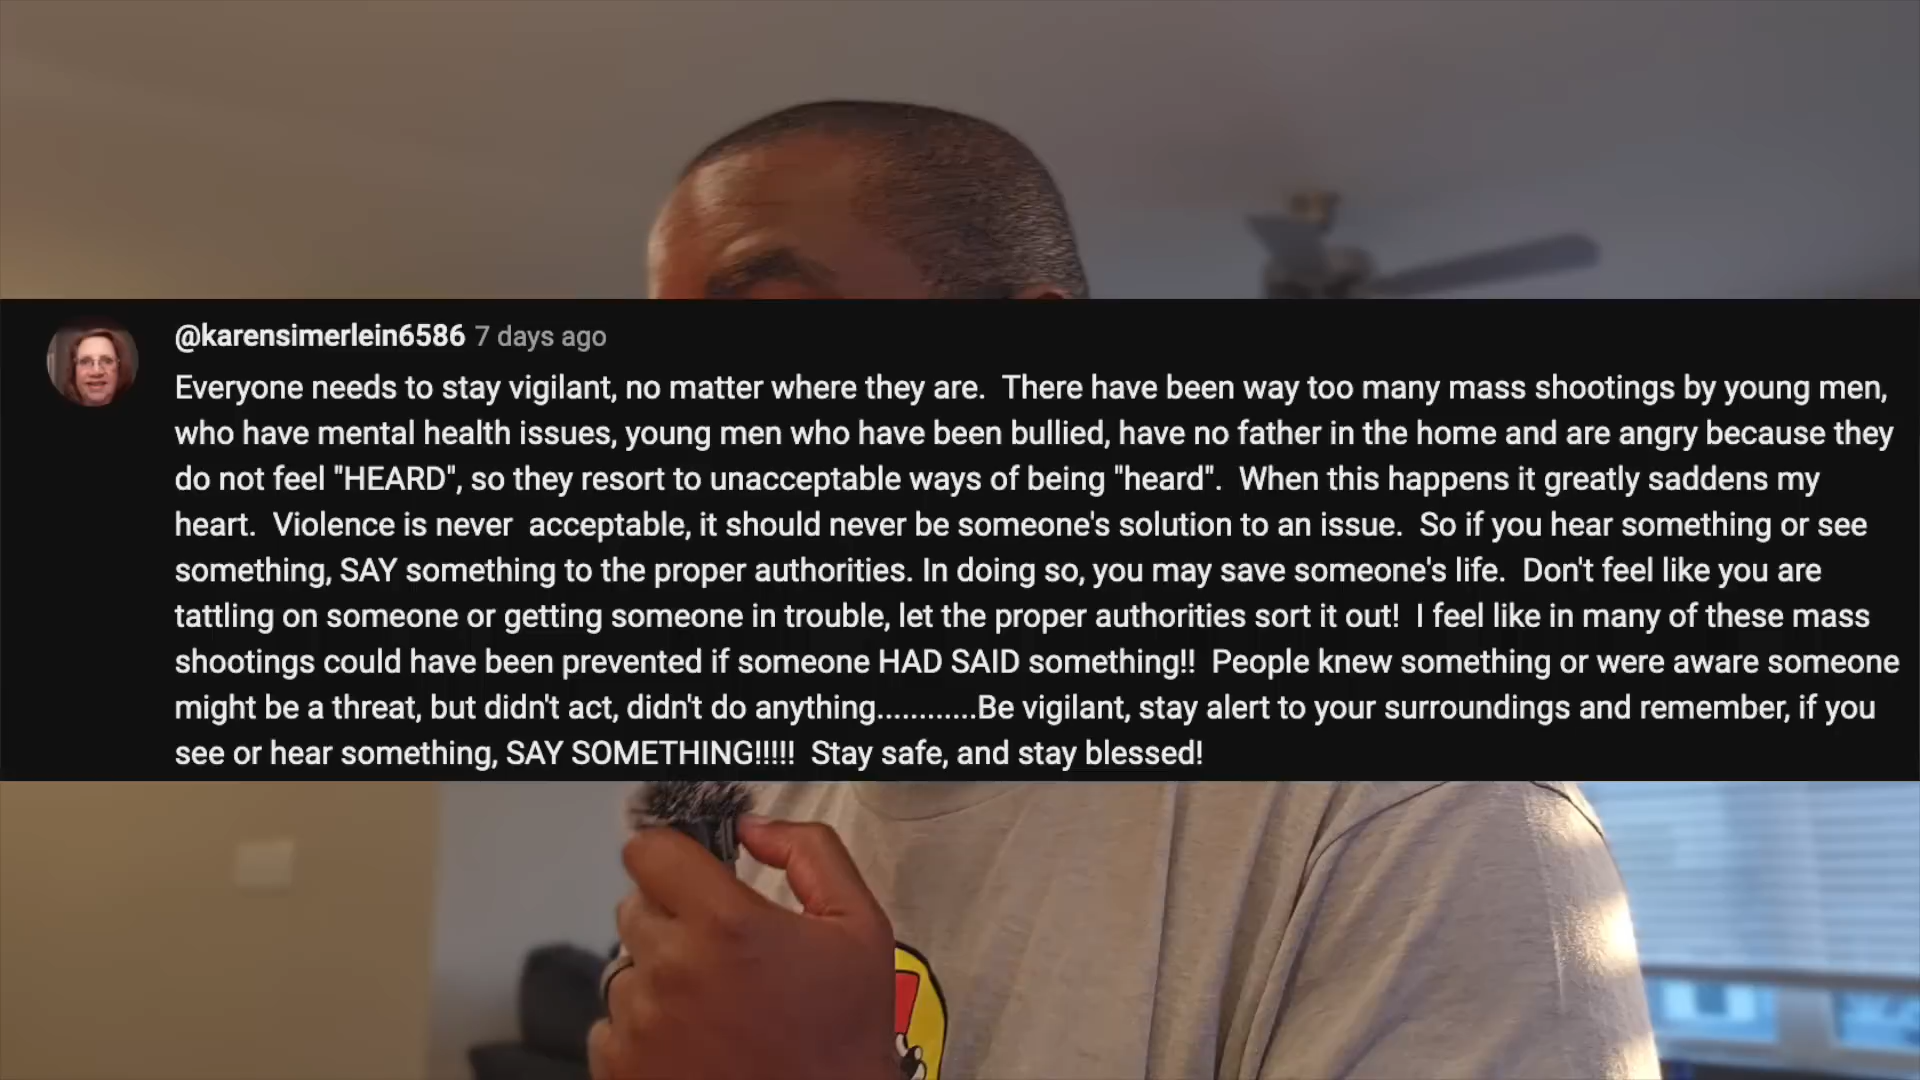 @karensimerlein6586 7 days ago
Everyone needs to stay vigilant, no matter where they are.  There have been way too many mass shootings by young men,
who have mental health issues, young men who have been bullied, have no father in the home and are angry because they
do not feel "HEARD", so they resort to unacceptable ways of being "heard".  When this happens it greatly saddens my
heart.  Violence is never  acceptable, it should never be someone's solution to an issue.  So if you hear something or see
something, SAY something to the proper authorities. In doing so, you may save someone's life.  Don't feel like you are
tattling on someone or getting someone in trouble, let the proper authorities sort it out!  I feel like in many of these mass
shootings could have been prevented if someone HAD SAID something!!  People knew something or were aware someone
might be a threat, but didn't act, didn't do anything............Be vigilant, stay alert to your surroundings and remember, if you
see or hear something, SAY SOMETHING!!!!!  Stay safe, and stay blessed!